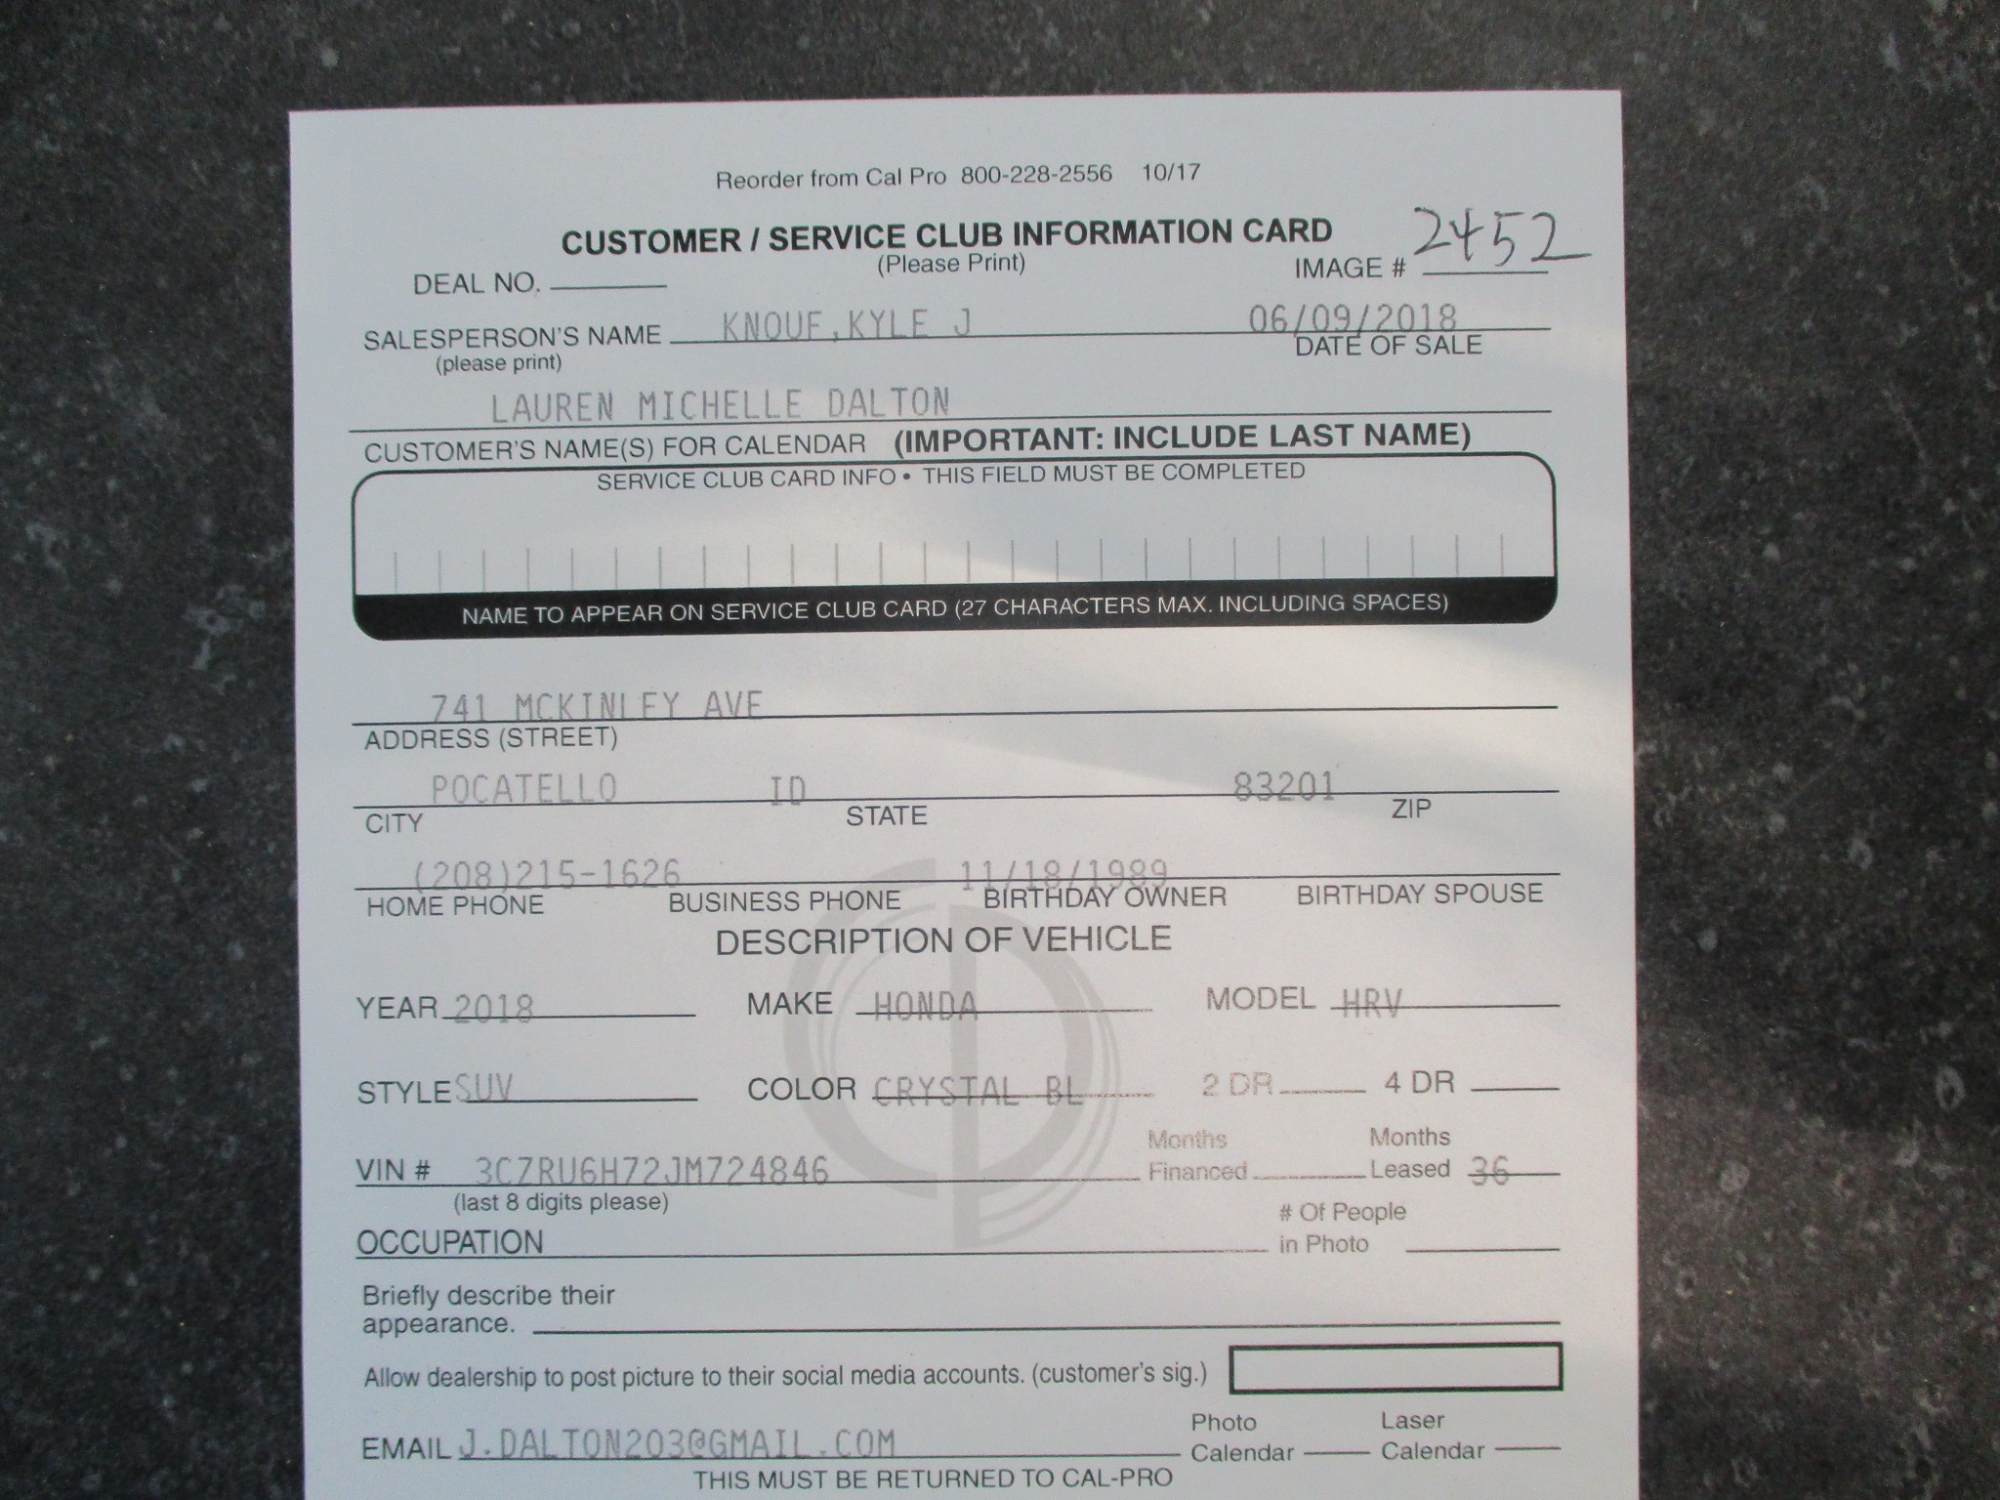 Reorder from Cal Pro 800-228-2556 10/17
CUSTOMER / SERVICE CLUB INFORMATION CARD
(Please Print)
DEAL NO.
IMAGE # 2452
SALESPERSON'S NAME KNOUF,KYLE J 06/09/2018
(please print) DATE OF SALE
LAUREN MICHELLE DALTON
CUSTOMER'S NAME(S) FOR CALENDAR (IMPORTANT: INCLUDE LAST NAME)
SERVICE CLUB CARD INFO • THIS FIELD MUST BE COMPLETED
NAME TO APPEAR ON SERVICE CLUB CARD (27 CHARACTERS MAX. INCLUDING SPACES)
741 MCKINLEY AVE
ADDRESS (STREET)
POCATELLO ID 83201
CITY STATE ZIP
(208)215-1626 11/18/1989
HOME PHONE BUSINESS PHONE BIRTHDAY OWNER BIRTHDAY SPOUSE
DESCRIPTION OF VEHICLE
YEAR 2018 MAKE HONDA MODEL HRV
STYLE SUV COLOR CRYSTAL BL 2 DR 4 DR
VIN # 3CZRU6H72JM724846 Months Financed Months Leased 36
(last 8 digits please)
OCCUPATION # Of People in Photo
Briefly describe their
appearance.
Allow dealership to post picture to their social media accounts. (customer's sig.)
EMAIL J.DALTON203@GMAIL.COM Photo Calendar Laser Calendar
THIS MUST BE RETURNED TO CAL-PRO